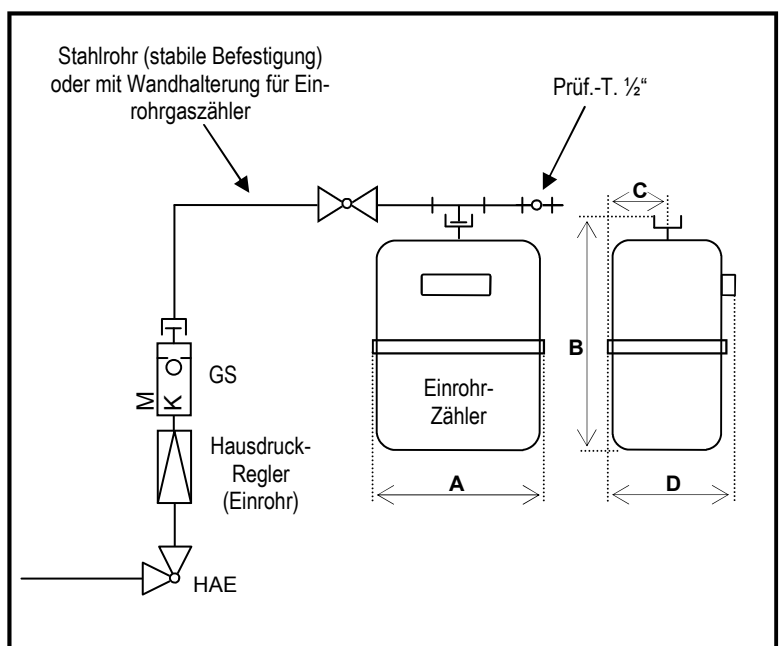 Stahlrohr (stabile Befestigung)
oder mit Wandhalterung für Ein-
rohrgaszähler
Prüf.-T. ½“
C
B
GS
M
K
Einrohr-
Zähler
Hausdruck-
Regler
(Einrohr)
A
D
HAE